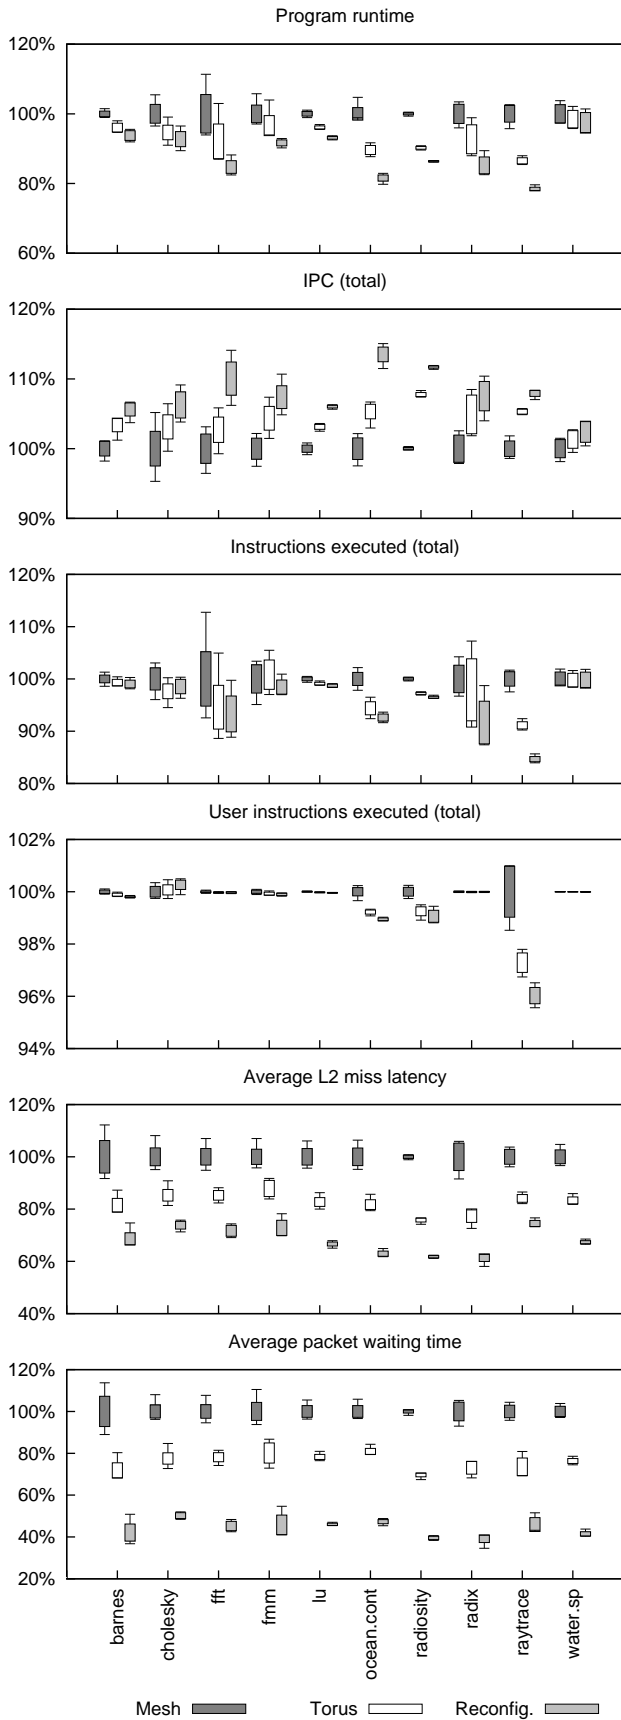 Program runtime
120%
100%
80%
60%
IPC (total)
120%
110%
100%
90%
Instructions executed (total)
120%
110%
100%
90%
80%
User instructions executed (total)
102%
100%
98%
96%
94%
Average L2 miss latency
120%
100%
80%
60%
40%
Average packet waiting time
120%
100%
80%
60%
40%
20%
barnes
cholesky
fft
fmm
lu
ocean.cont
radiosity
radix
raytrace
water.sp
Mesh Torus Reconfig.